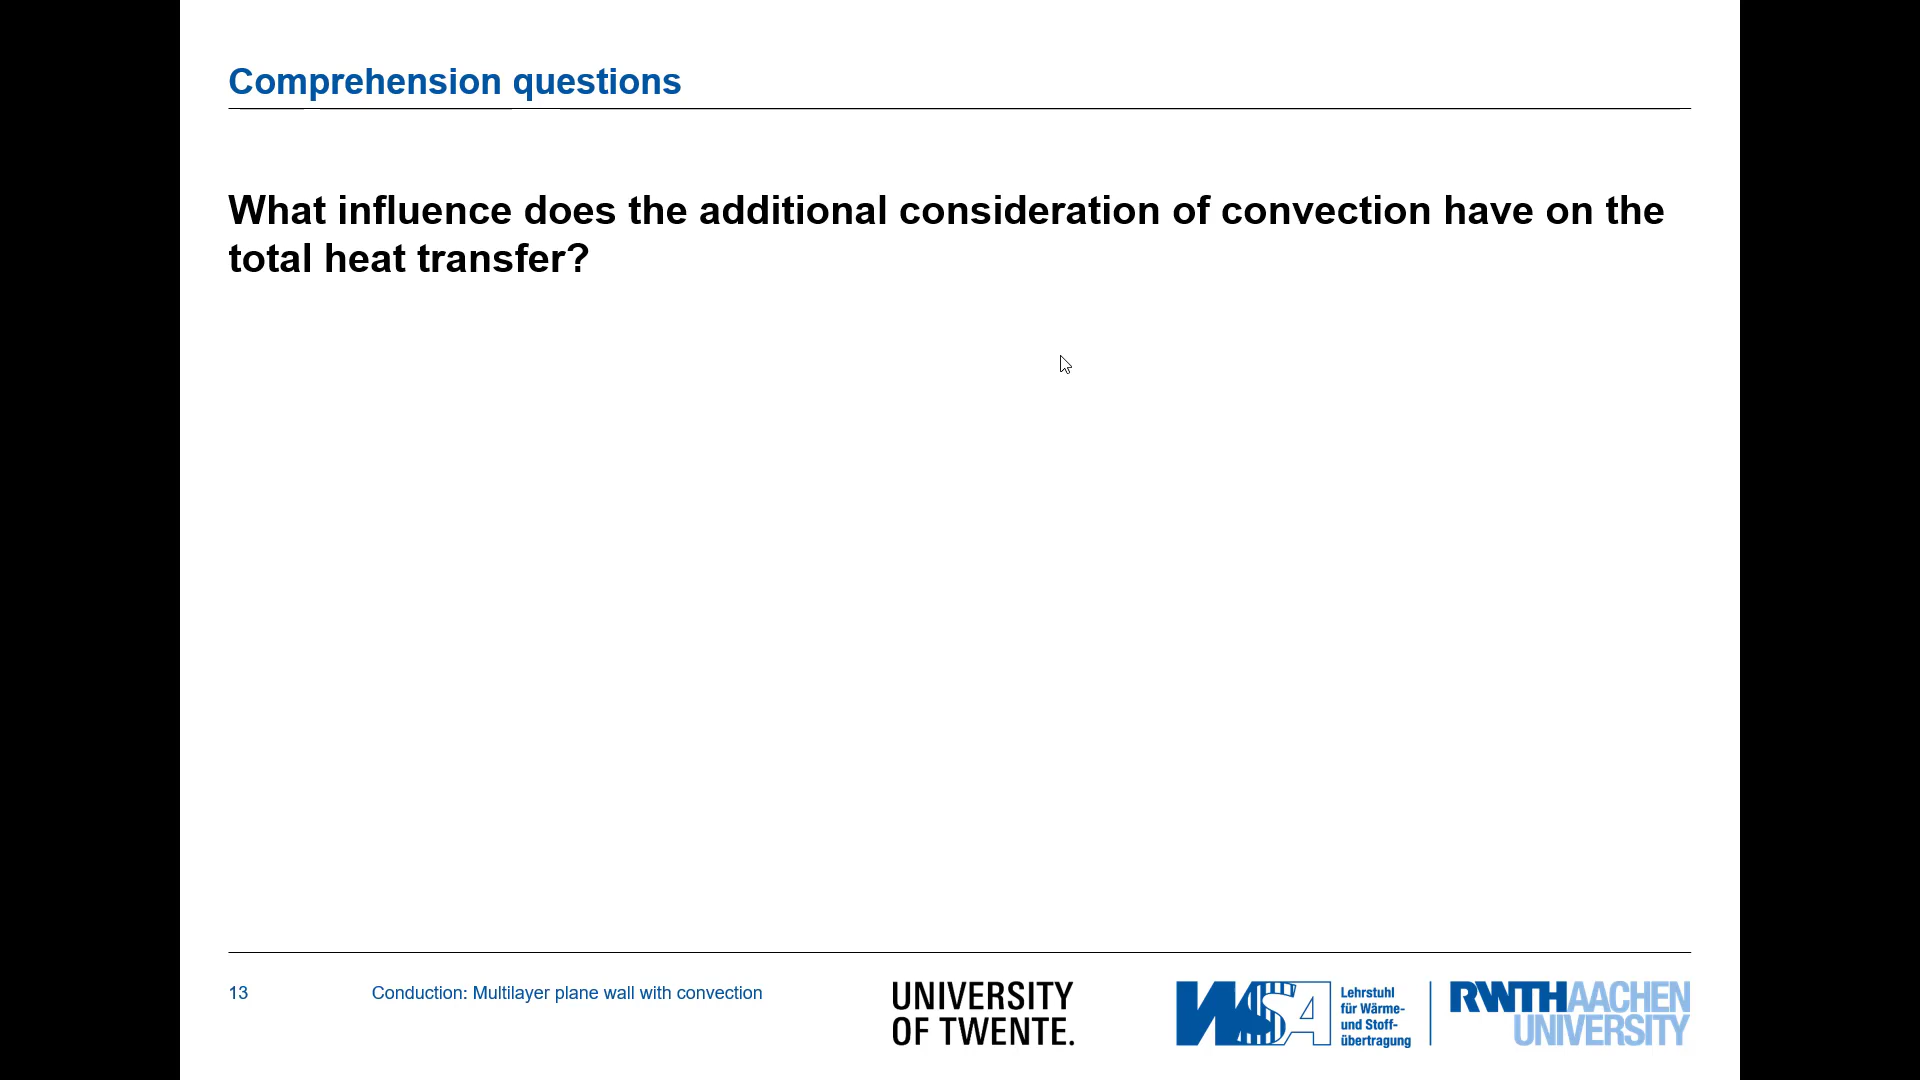 Comprehension questions
What influence does the additional consideration of convection have on the
total heat transfer?
13
Conduction: Multilayer plane wall with convection
UNIVERSITY
OF TWENTE.
WSA
Lehrstuhl
für Wärme-
und Stoff-
übertragung
RWTHAACHEN
UNIVERSITY